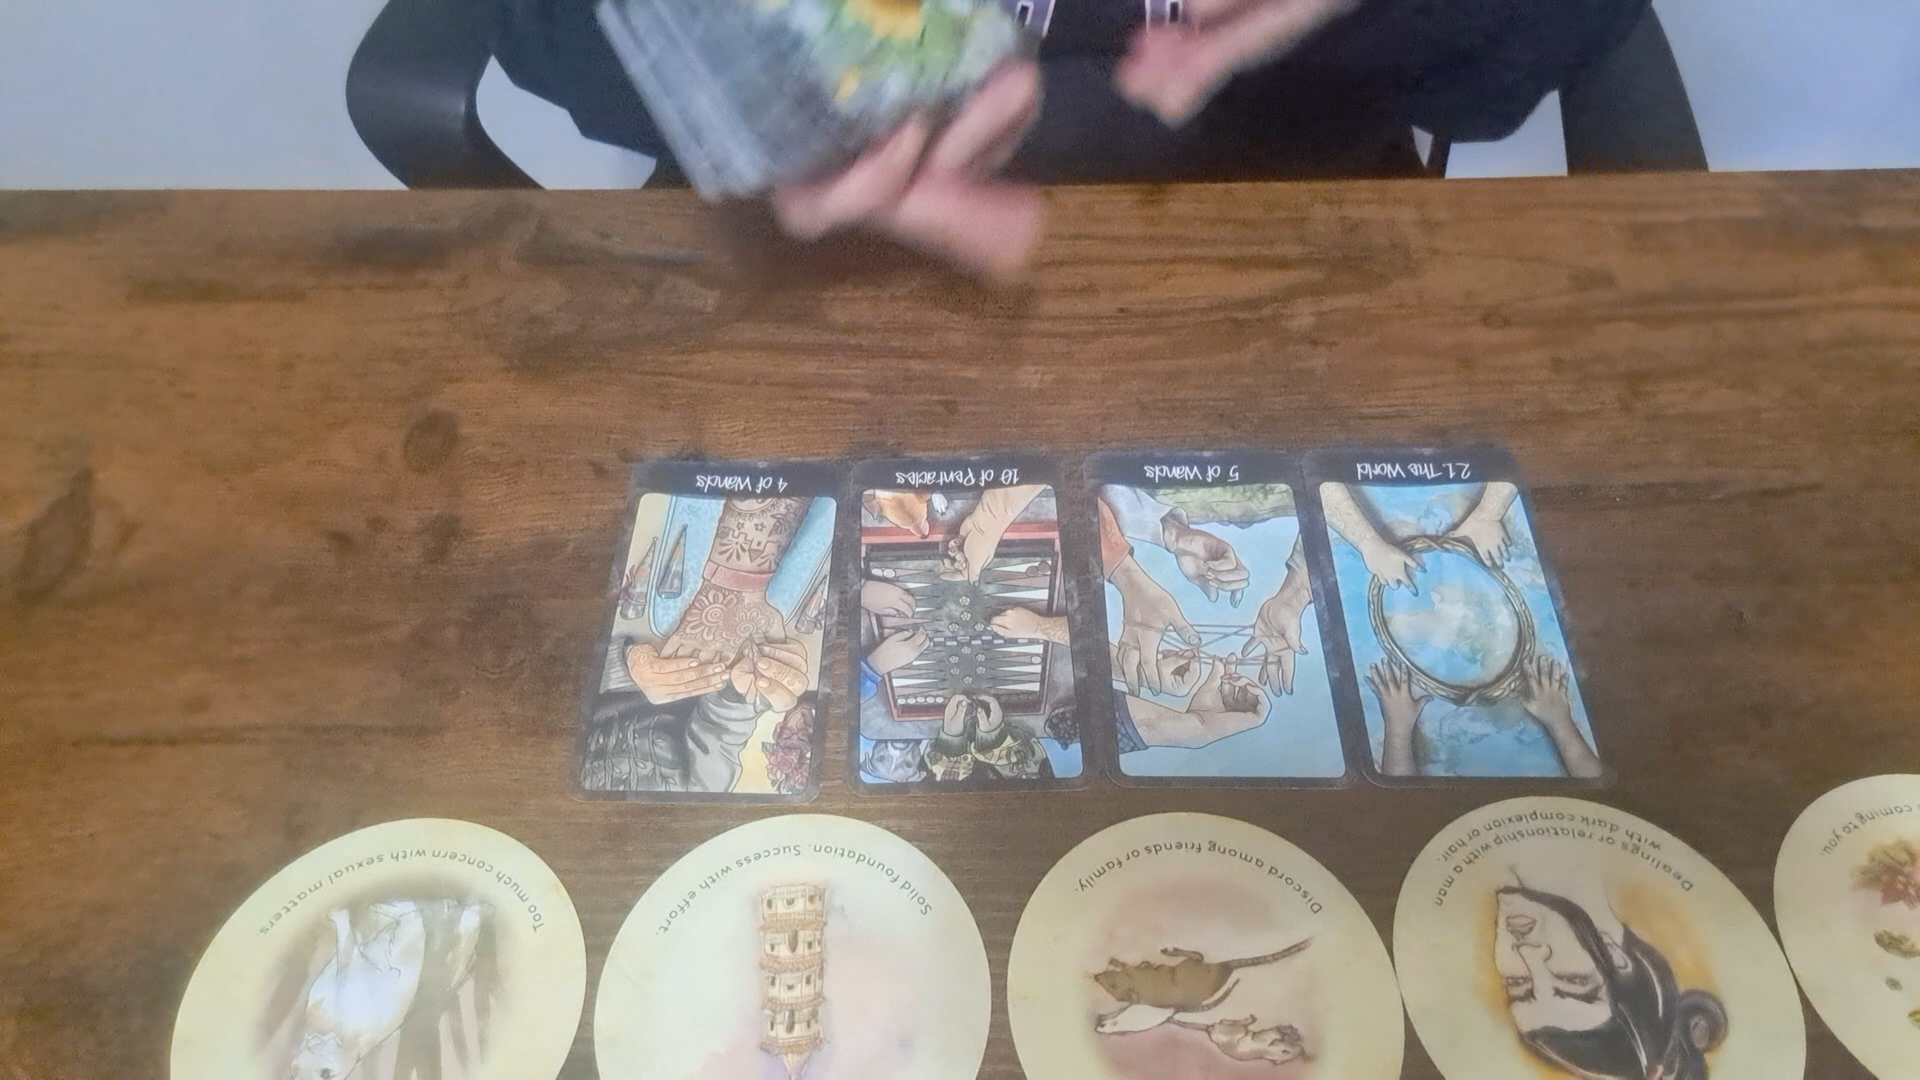 4 of Wands
10 of Pentacles
5 of Wands
21. The World
Too much concern with sexual matters.
Solid foundation. Success with effort.
Discord among friends or family.
Dealings or relationship with a man
with dark complexion or hair.
coming to you.